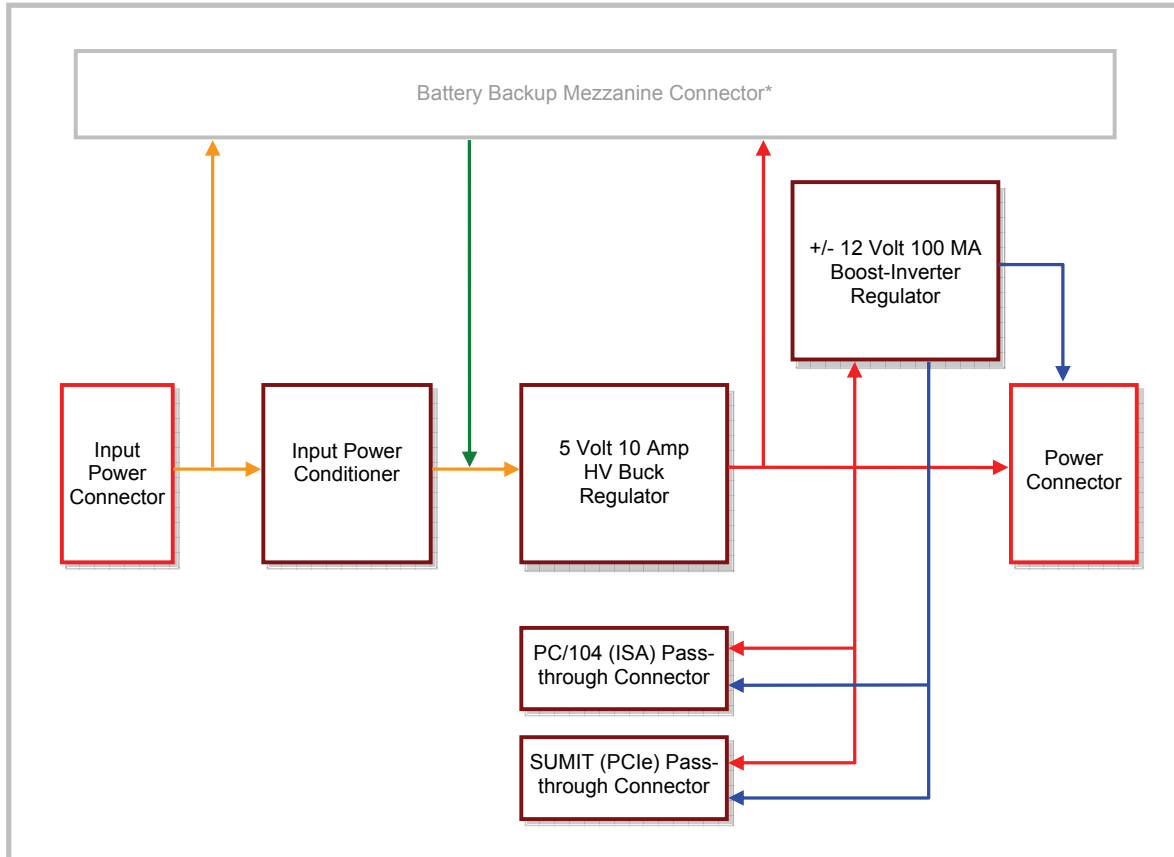 Battery Backup Mezzanine Connector*
+/- 12 Volt 100 MA
Boost-Inverter
Regulator
Input
Power
Connector
Input Power
Conditioner
5 Volt 10 Amp
HV Buck
Regulator
Power
Connector
PC/104 (ISA) Pass-
through Connector
SUMIT (PCIe) Pass-
through Connector